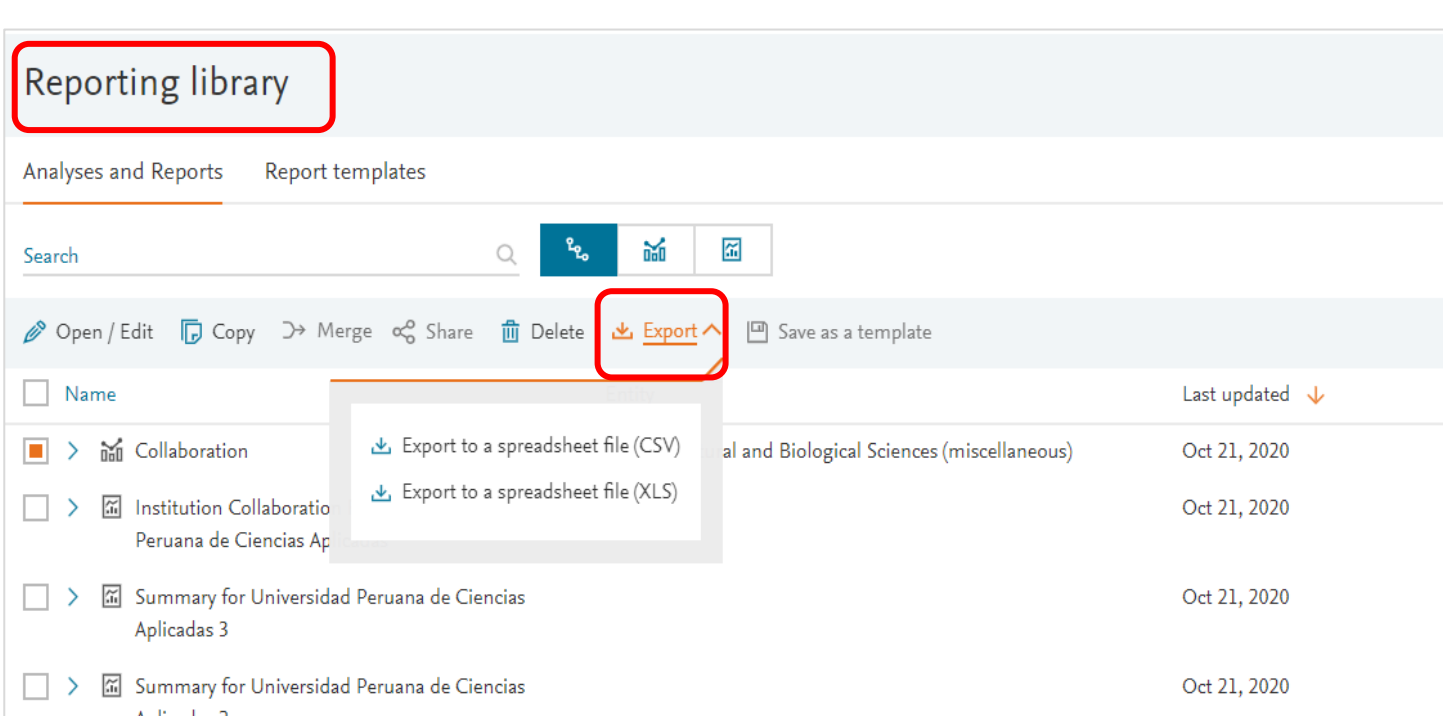 Reporting library
Analyses and Reports Report templates
Search
Open / Edit Copy Merge Share Delete Export Save as a template
Name Last updated
Export to a spreadsheet file (CSV)
Export to a spreadsheet file (XLS)
Collaboration al and Biological Sciences (miscellaneous) Oct 21, 2020
Institution Collaboratio Oct 21, 2020
Peruana de Ciencias Ap
Summary for Universidad Peruana de Ciencias Oct 21, 2020
Aplicadas 3
Summary for Universidad Peruana de Ciencias Oct 21, 2020